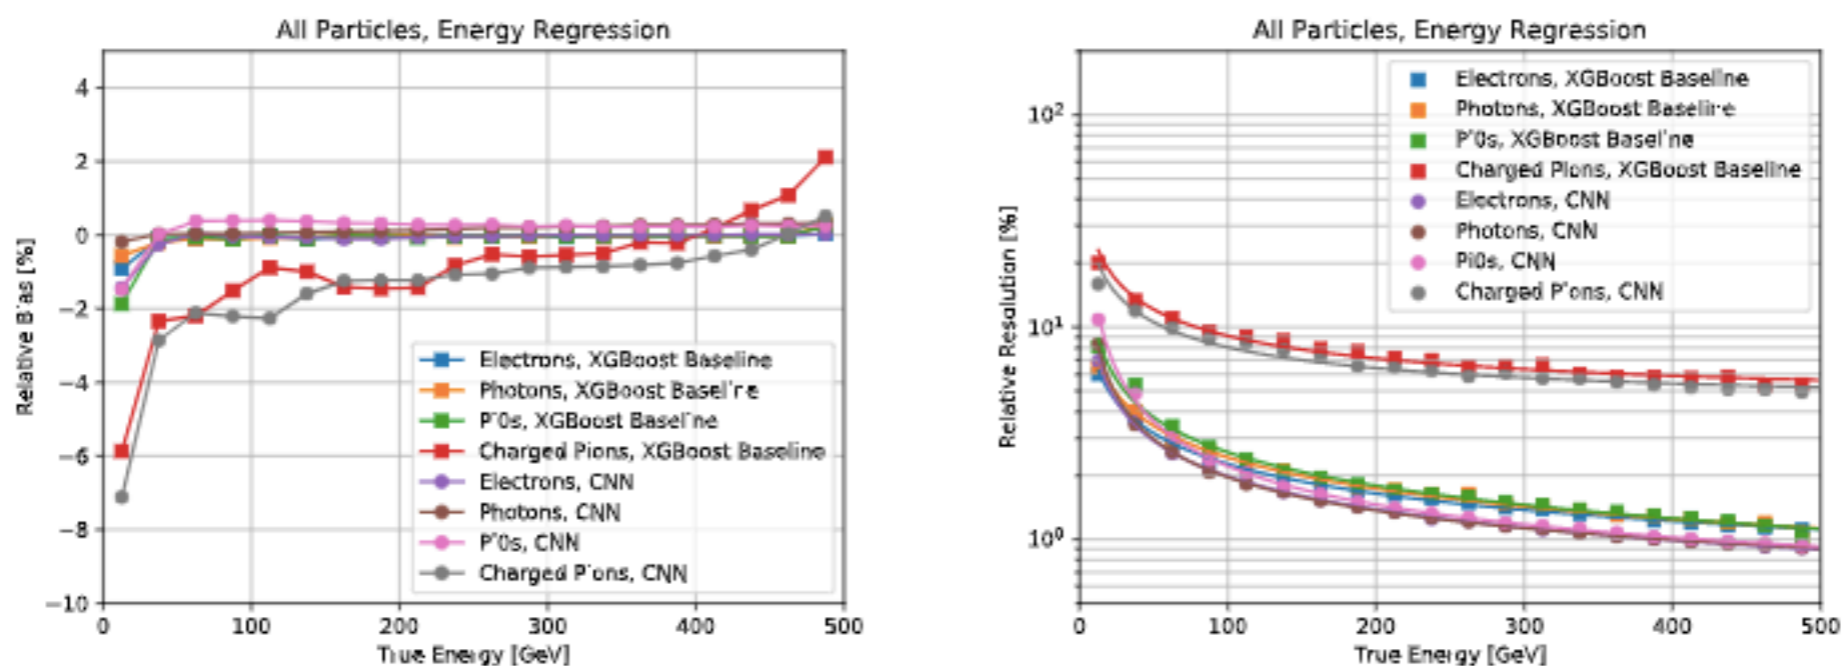 All Particles, Energy Regression
Relative Bias [%]
4
2
0
−2
−4
−6
−8
−10
Electrons, XGBoost Baseline
Photons, XGBoost Baseline
Pi0s, XGBoost Baseline
Charged Pions, XGBoost Baseline
Electrons, CNN
Photons, CNN
Pi0s, CNN
Charged Pions, CNN
0 100 200 300 400 500
True Energy [GeV]
All Particles, Energy Regression
Relative Resolution [%]
10²
10¹
10⁰
Electrons, XGBoost Baseline
Photons, XGBoost Baseline
Pi0s, XGBoost Baseline
Charged Pions, XGBoost Baseline
Electrons, CNN
Photons, CNN
Pi0s, CNN
Charged Pions, CNN
0 100 200 300 400 500
True Energy [GeV]